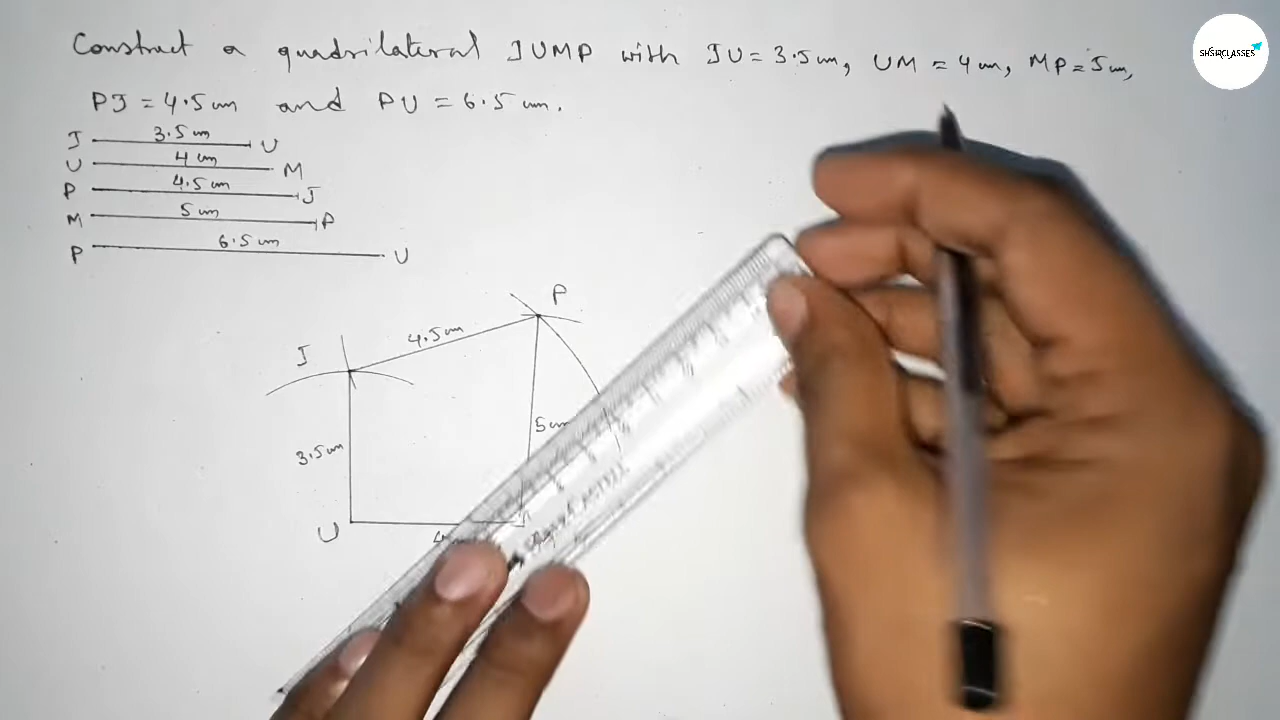 Construct a quadrilateral JUMP with JU = 3.5 cm, UM = 4 cm, MP = 5 cm,
PJ = 4.5 cm and PU = 6.5 cm.
J 3.5 cm U
U 4 cm M
P 4.5 cm J
M 5 cm P
P 6.5 cm U
P
J
4.5 cm
5 cm
3.5 cm
U
SHSIRCLASSES